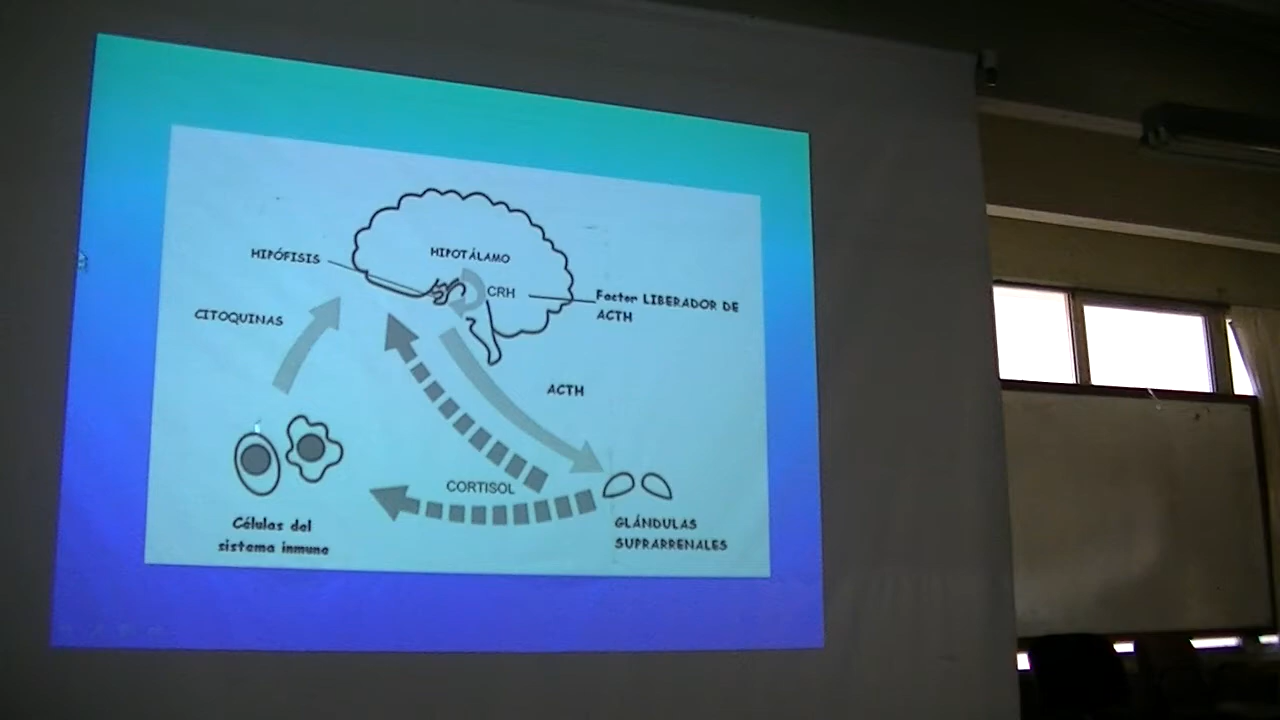 HIPÓFISIS
HIPOTÁLAMO
CRH
Factor LIBERADOR DE
ACTH
CITOQUINAS
ACTH
CORTISOL
Células del
sistema inmune
GLÁNDULAS
SUPRARRENALES